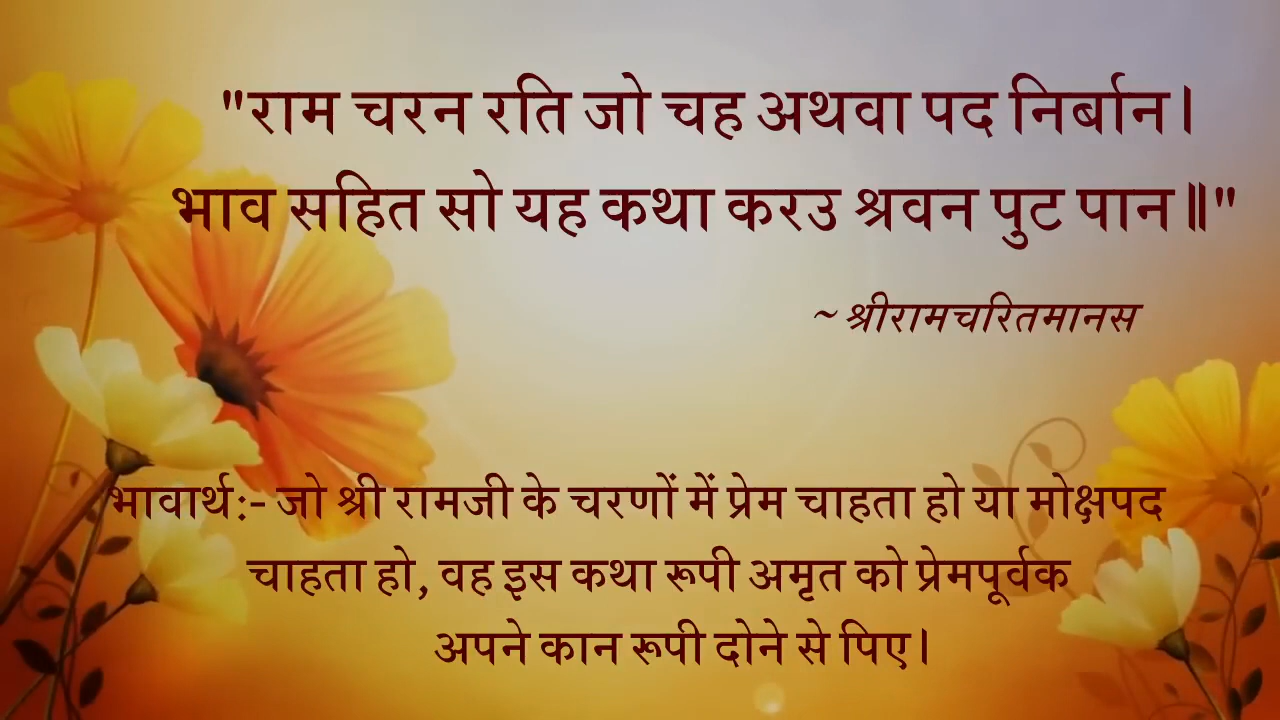 "राम चरन रति जो चह अथवा पद निर्बान।
भाव सहित सो यह कथा करउ श्रवन पुट पान॥"
~ श्रीरामचरितमानस
भावार्थ:- जो श्री रामजी के चरणों में प्रेम चाहता हो या मोक्षपद
चाहता हो, वह इस कथा रूपी अमृत को प्रेमपूर्वक
अपने कान रूपी दोने से पिए।